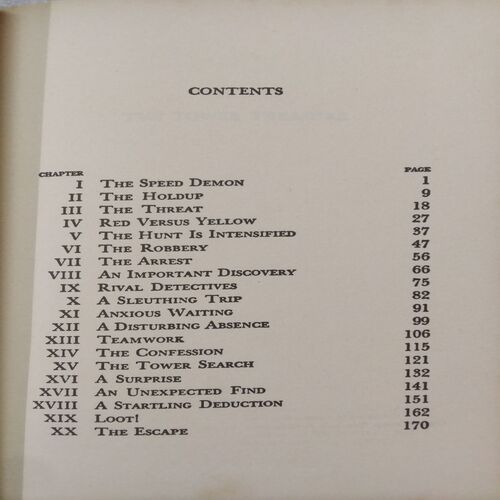 CONTENTS
CHAPTER PAGE
I THE SPEED DEMON 1
II THE HOLDUP 9
III THE THREAT 18
IV RED VERSUS YELLOW 27
V THE HUNT IS INTENSIFIED 37
VI THE ROBBERY 47
VII THE ARREST 56
VIII AN IMPORTANT DISCOVERY 66
IX RIVAL DETECTIVES 75
X A SLEUTHING TRIP 82
XI ANXIOUS WAITING 91
XII A DISTURBING ABSENCE 99
XIII TEAMWORK 106
XIV THE CONFESSION 115
XV THE TOWER SEARCH 121
XVI A SURPRISE 132
XVII AN UNEXPECTED FIND 141
XVIII A STARTLING DEDUCTION 151
XIX LOOT! 162
XX THE ESCAPE 170